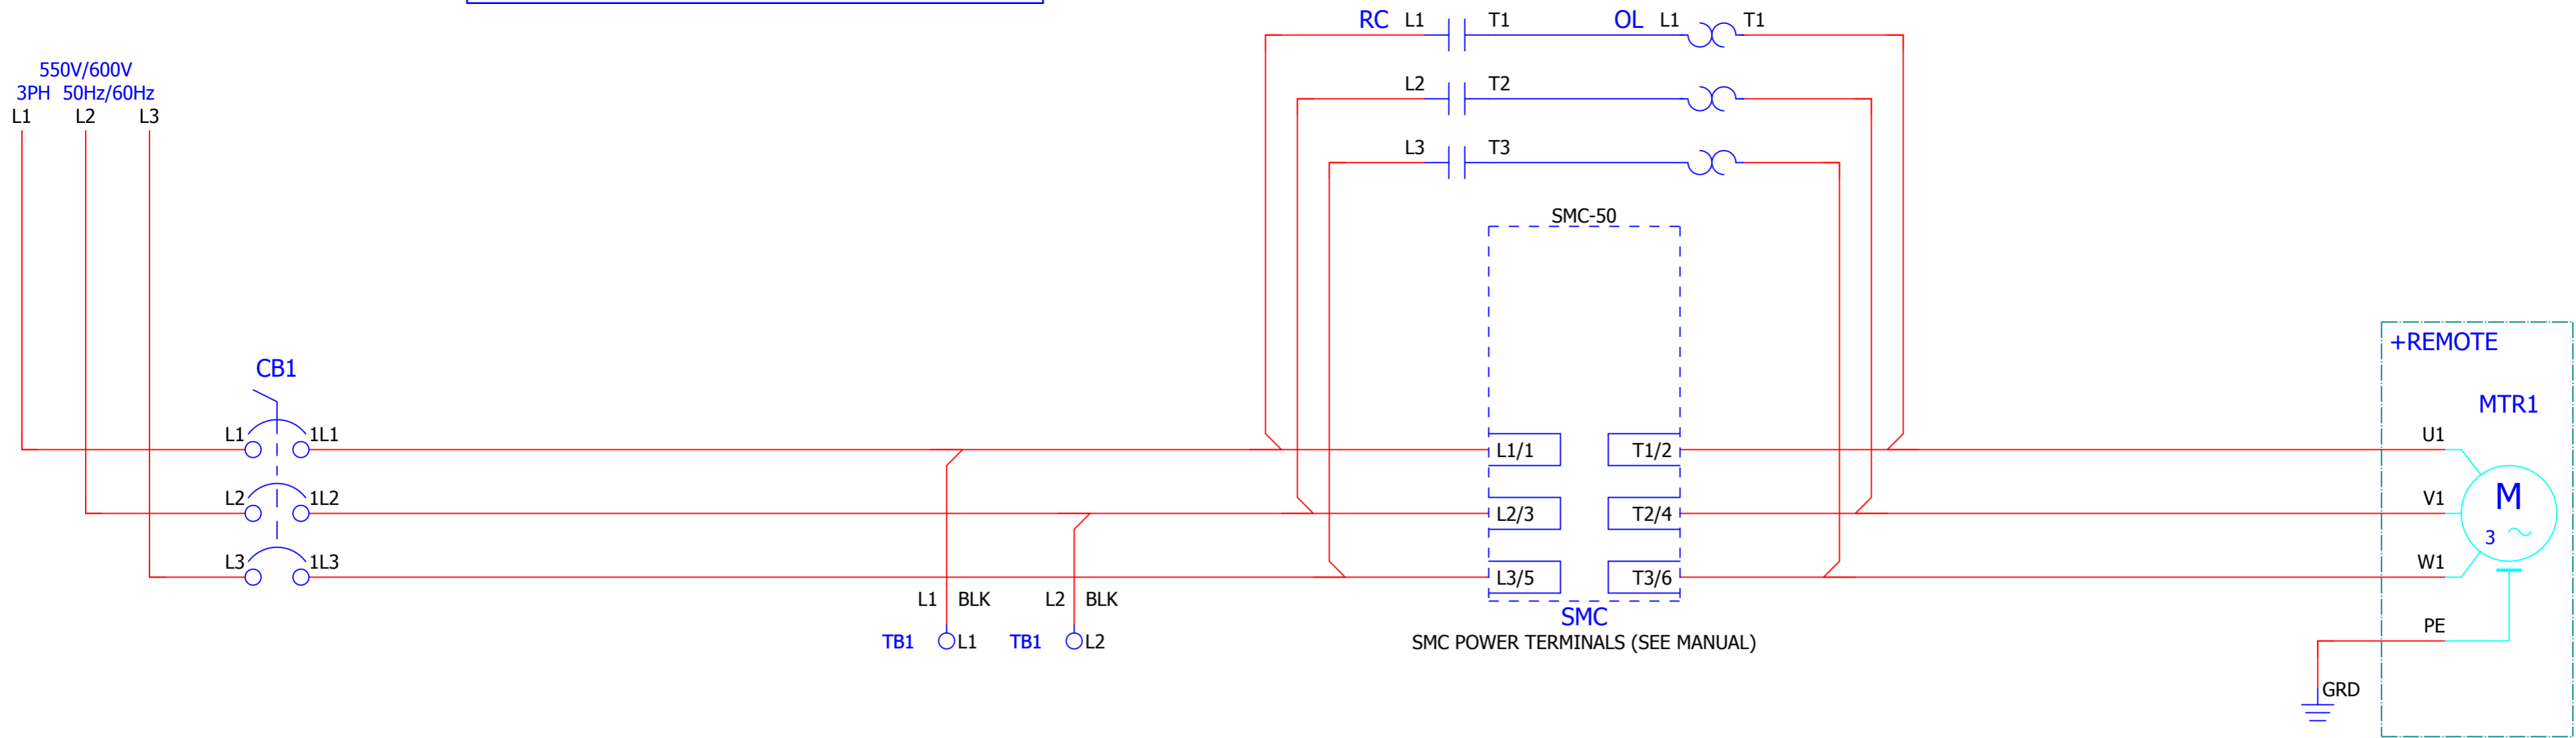 RC L1 T1 OL L1 T1
550V/600V
3PH 50Hz/60Hz
L1 L2 L3
L2 T2
L3 T3
SMC-50
+REMOTE
CB1
MTR1
L1 1L1 L1/1 T1/2 U1
L2 1L2 L2/3 T2/4 V1
M
3
L3 1L3 L3/5 T3/6 W1
L1 BLK L2 BLK
SMC
TB1 L1 TB1 L2
SMC POWER TERMINALS (SEE MANUAL)
PE
GRD